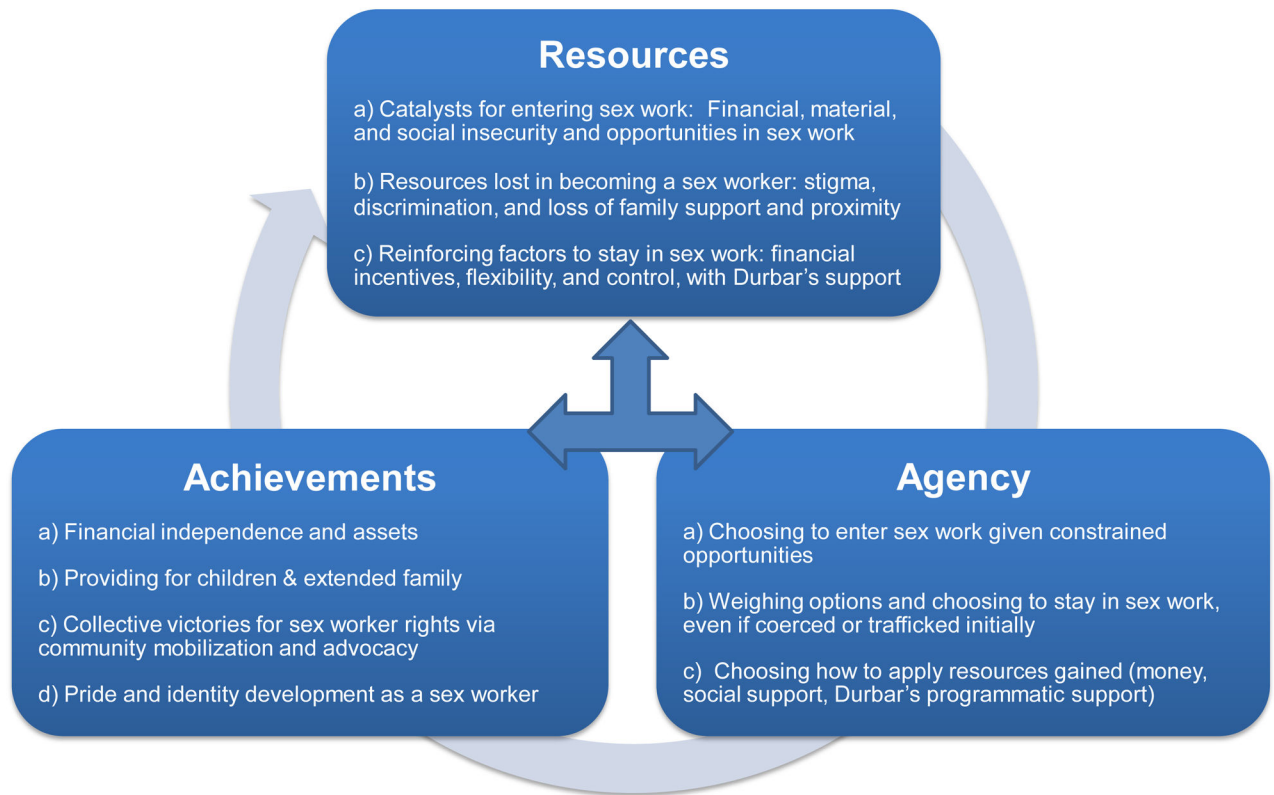 Resources
a) Catalysts for entering sex work:  Financial, material,
and social insecurity and opportunities in sex work
b) Resources lost in becoming a sex worker: stigma,
discrimination, and loss of family support and proximity
c) Reinforcing factors to stay in sex work: financial
incentives, flexibility, and control, with Durbar’s support
Achievements
a) Financial independence and assets
b) Providing for children & extended family
c) Collective victories for sex worker rights via
community mobilization and advocacy
d) Pride and identity development as a sex worker
Agency
a) Choosing to enter sex work given constrained
opportunities
b) Weighing options and choosing to stay in sex work,
even if coerced or trafficked initially
c)  Choosing how to apply resources gained (money,
social support, Durbar’s programmatic support)